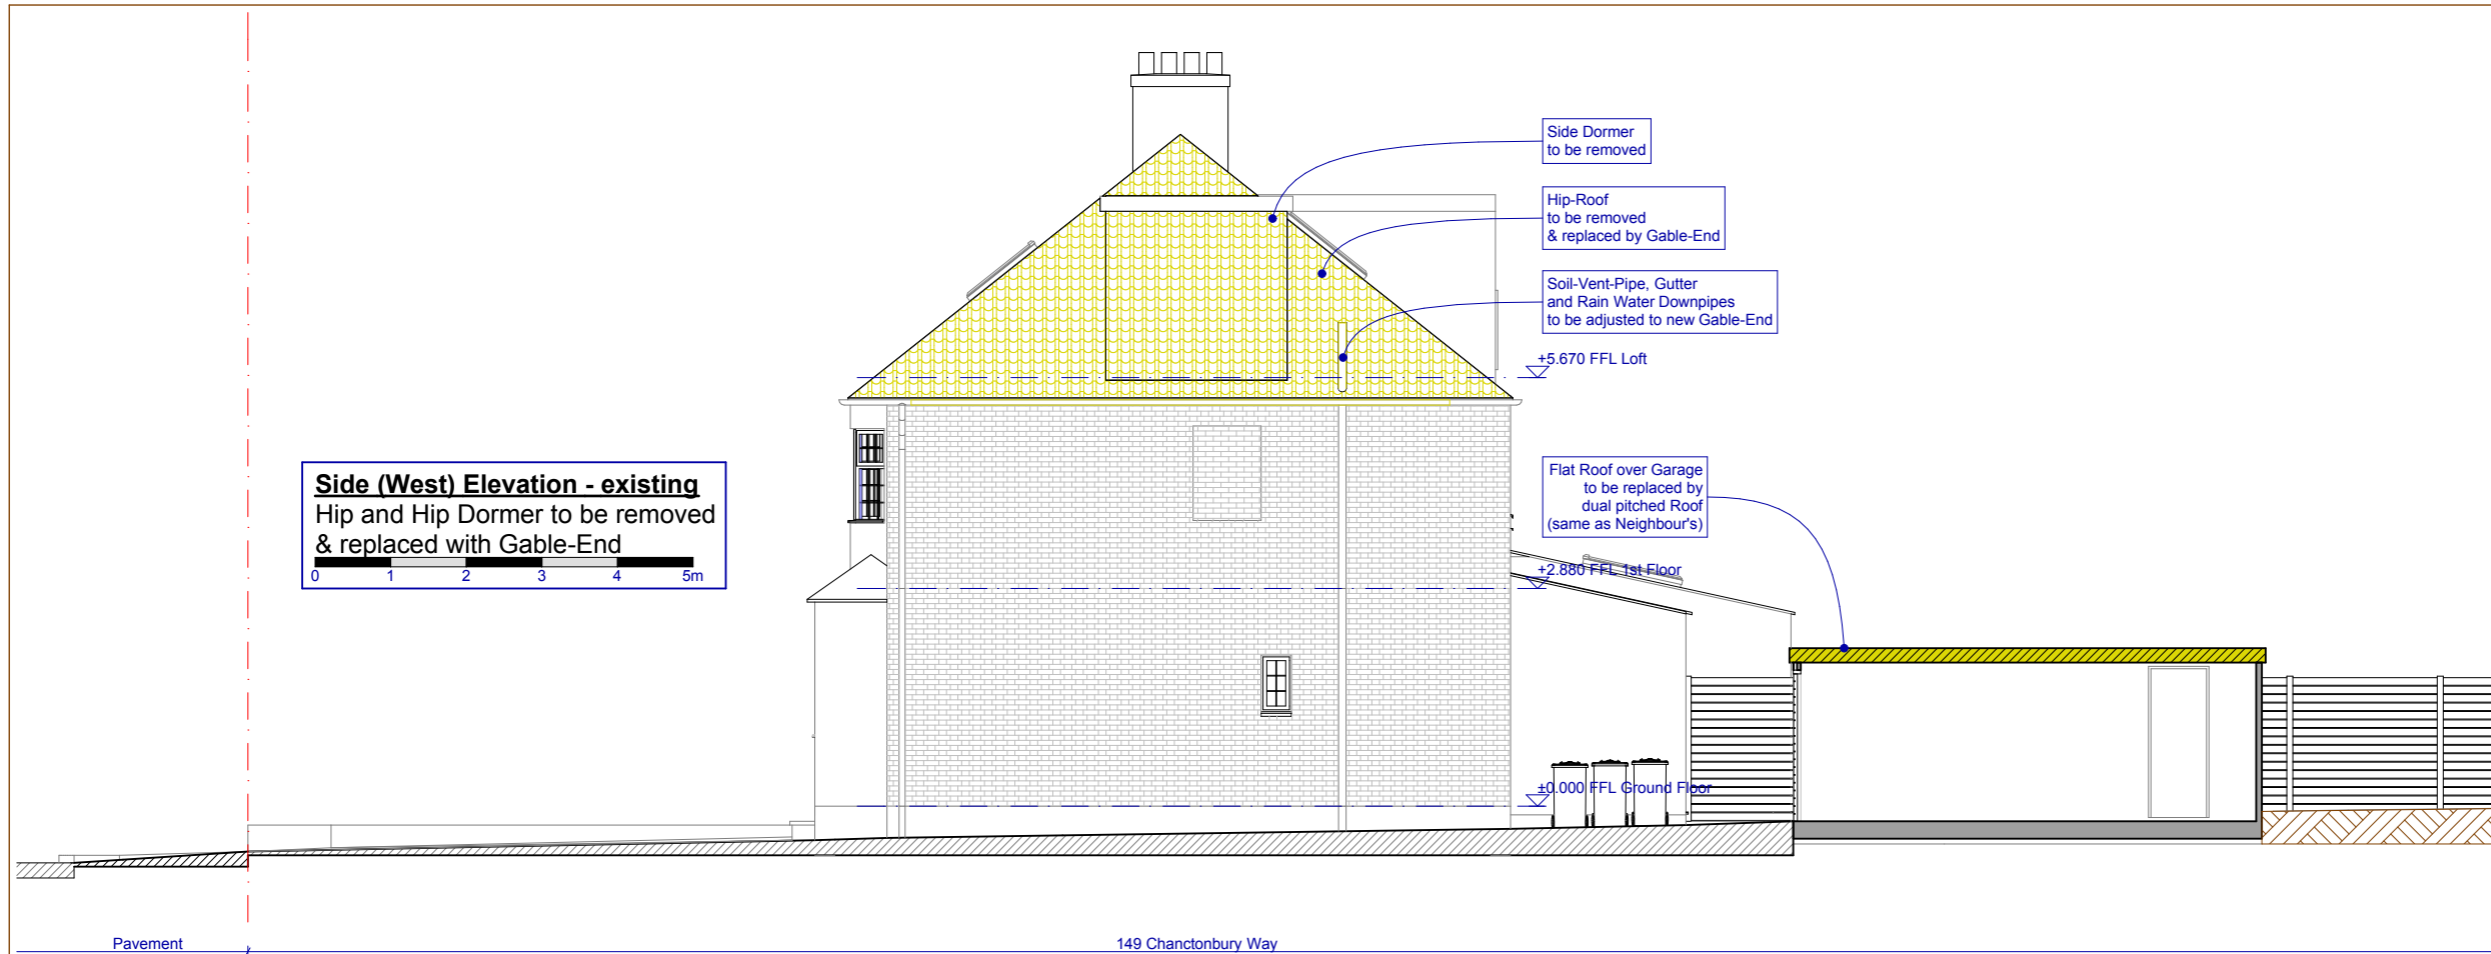 Side Dormer
to be removed
Hip-Roof
to be removed
& replaced by Gable-End
Soil-Vent-Pipe, Gutter
and Rain Water Downpipes
to be adjusted to new Gable-End
+5.670 FFL Loft
Flat Roof over Garage
to be replaced by
dual pitched Roof
(same as Neighbour's)
Side (West) Elevation - existing
Hip and Hip Dormer to be removed
& replaced with Gable-End
0 1 2 3 4 5m
+2.880 FFL 1st Floor
±0.000 FFL Ground Floor
Pavement
149 Chanctonbury Way